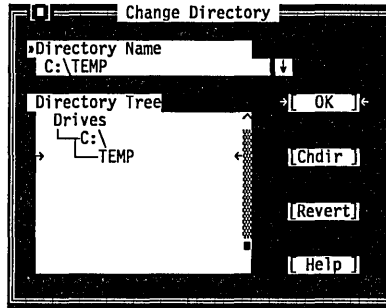 Change Directory
»Directory Name
C:\TEMP ↓
Directory Tree
→[ OK ]←
Drives
C:\
→ TEMP ←
[Chdir ]
[Revert]
[ Help ]